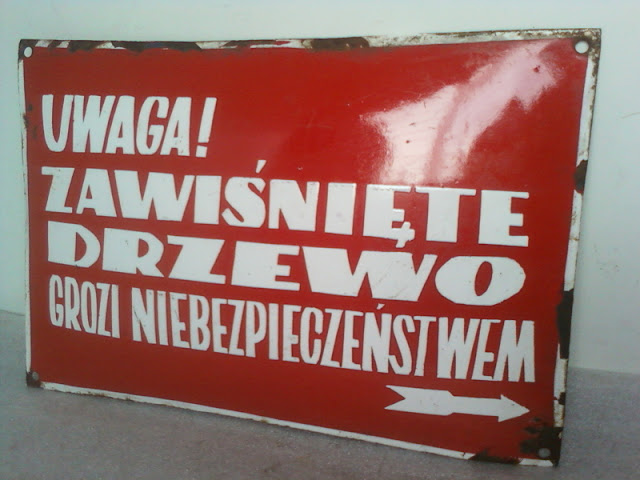 UWAGA!
ZAWIŚNIĘTE
DRZEWO
GROZI NIEBEZPIECZEŃSTWEM